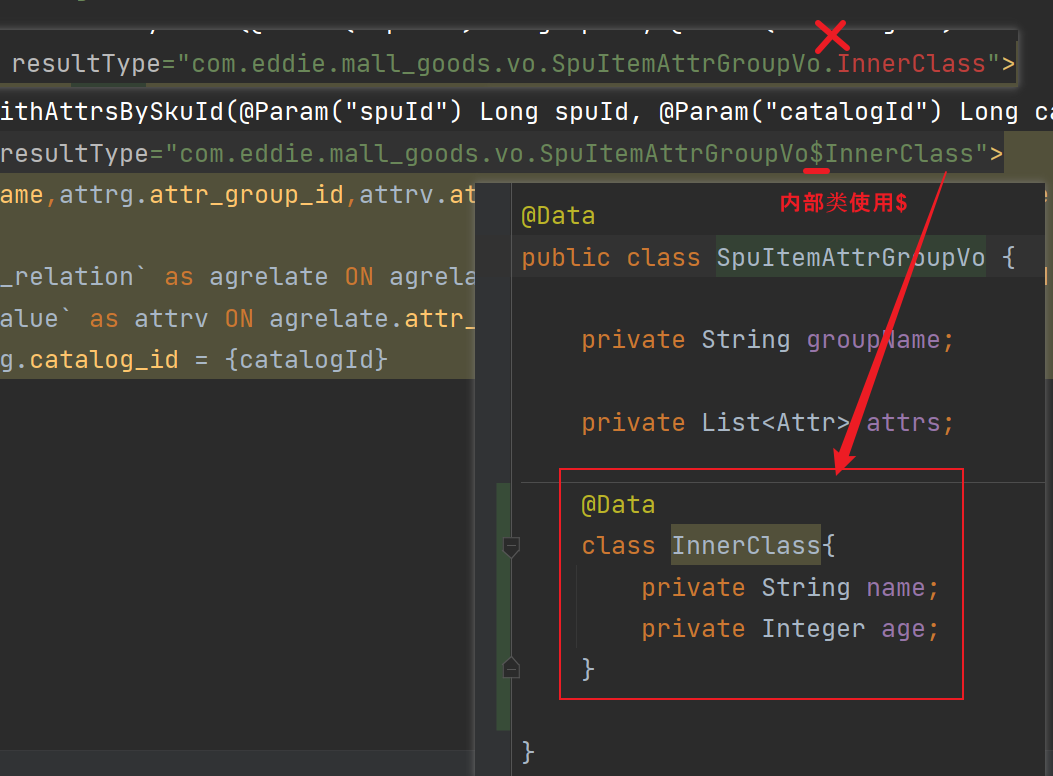 resultType="com.eddie.mall_goods.vo.SpuItemAttrGroupVo.InnerClass">
ithAttrsBySkuId(@Param("spuId") Long spuId, @Param("catalogId") Long ca
resultType="com.eddie.mall_goods.vo.SpuItemAttrGroupVo$InnerClass">
ame,attrg.attr_group_id,attrv.at
内部类使用$
@Data
public class SpuItemAttrGroupVo {
_relation` as agrelate ON agrela
alue` as attrv ON agrelate.attr_
private String groupName;
g.catalog_id = {catalogId}
private List<Attr> attrs;
@Data
class InnerClass{
private String name;
private Integer age;
}
}